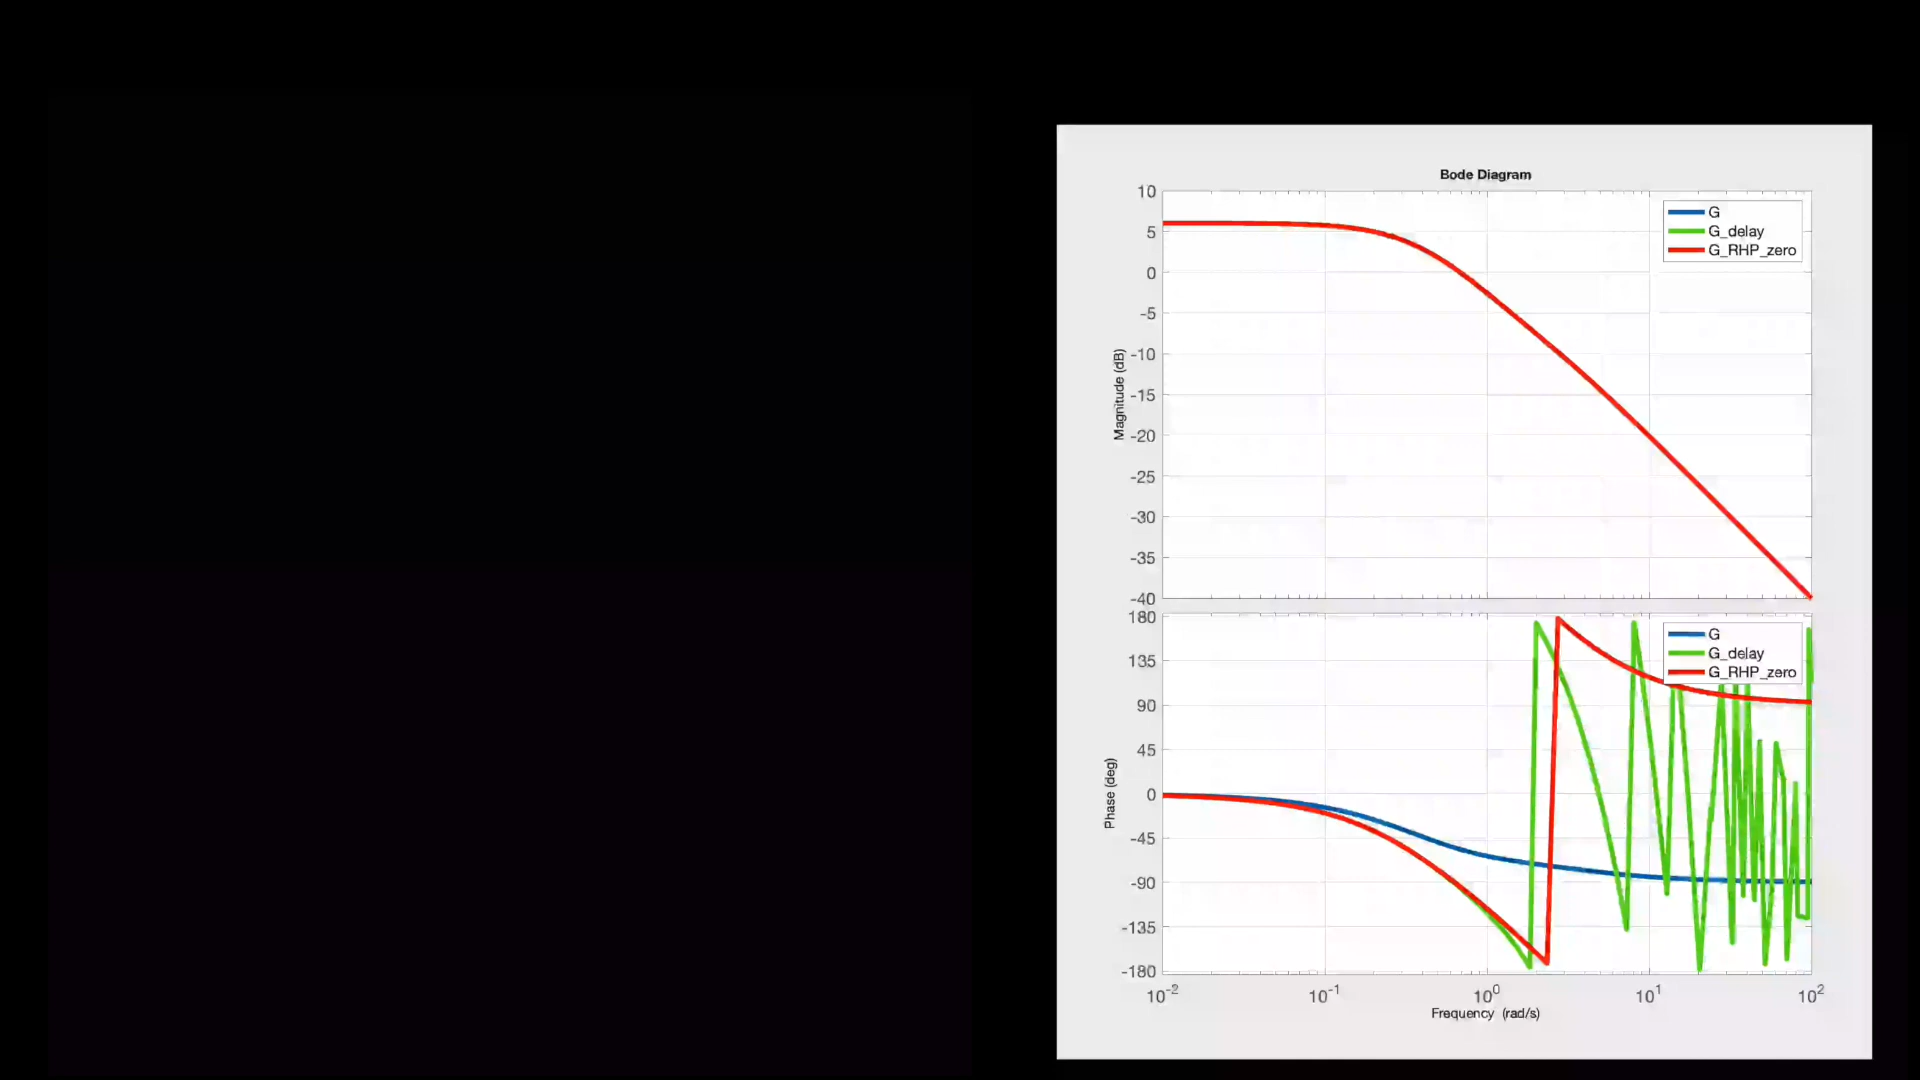 Bode Diagram
10
5
0
-5
-10
-15
-20
-25
-30
-35
-40
Magnitude (dB)
G
G_delay
G_RHP_zero
180
135
90
45
0
-45
-90
-135
-180
Phase (deg)
G
G_delay
G_RHP_zero
10^-2
10^-1
10^0
10^1
10^2
Frequency (rad/s)